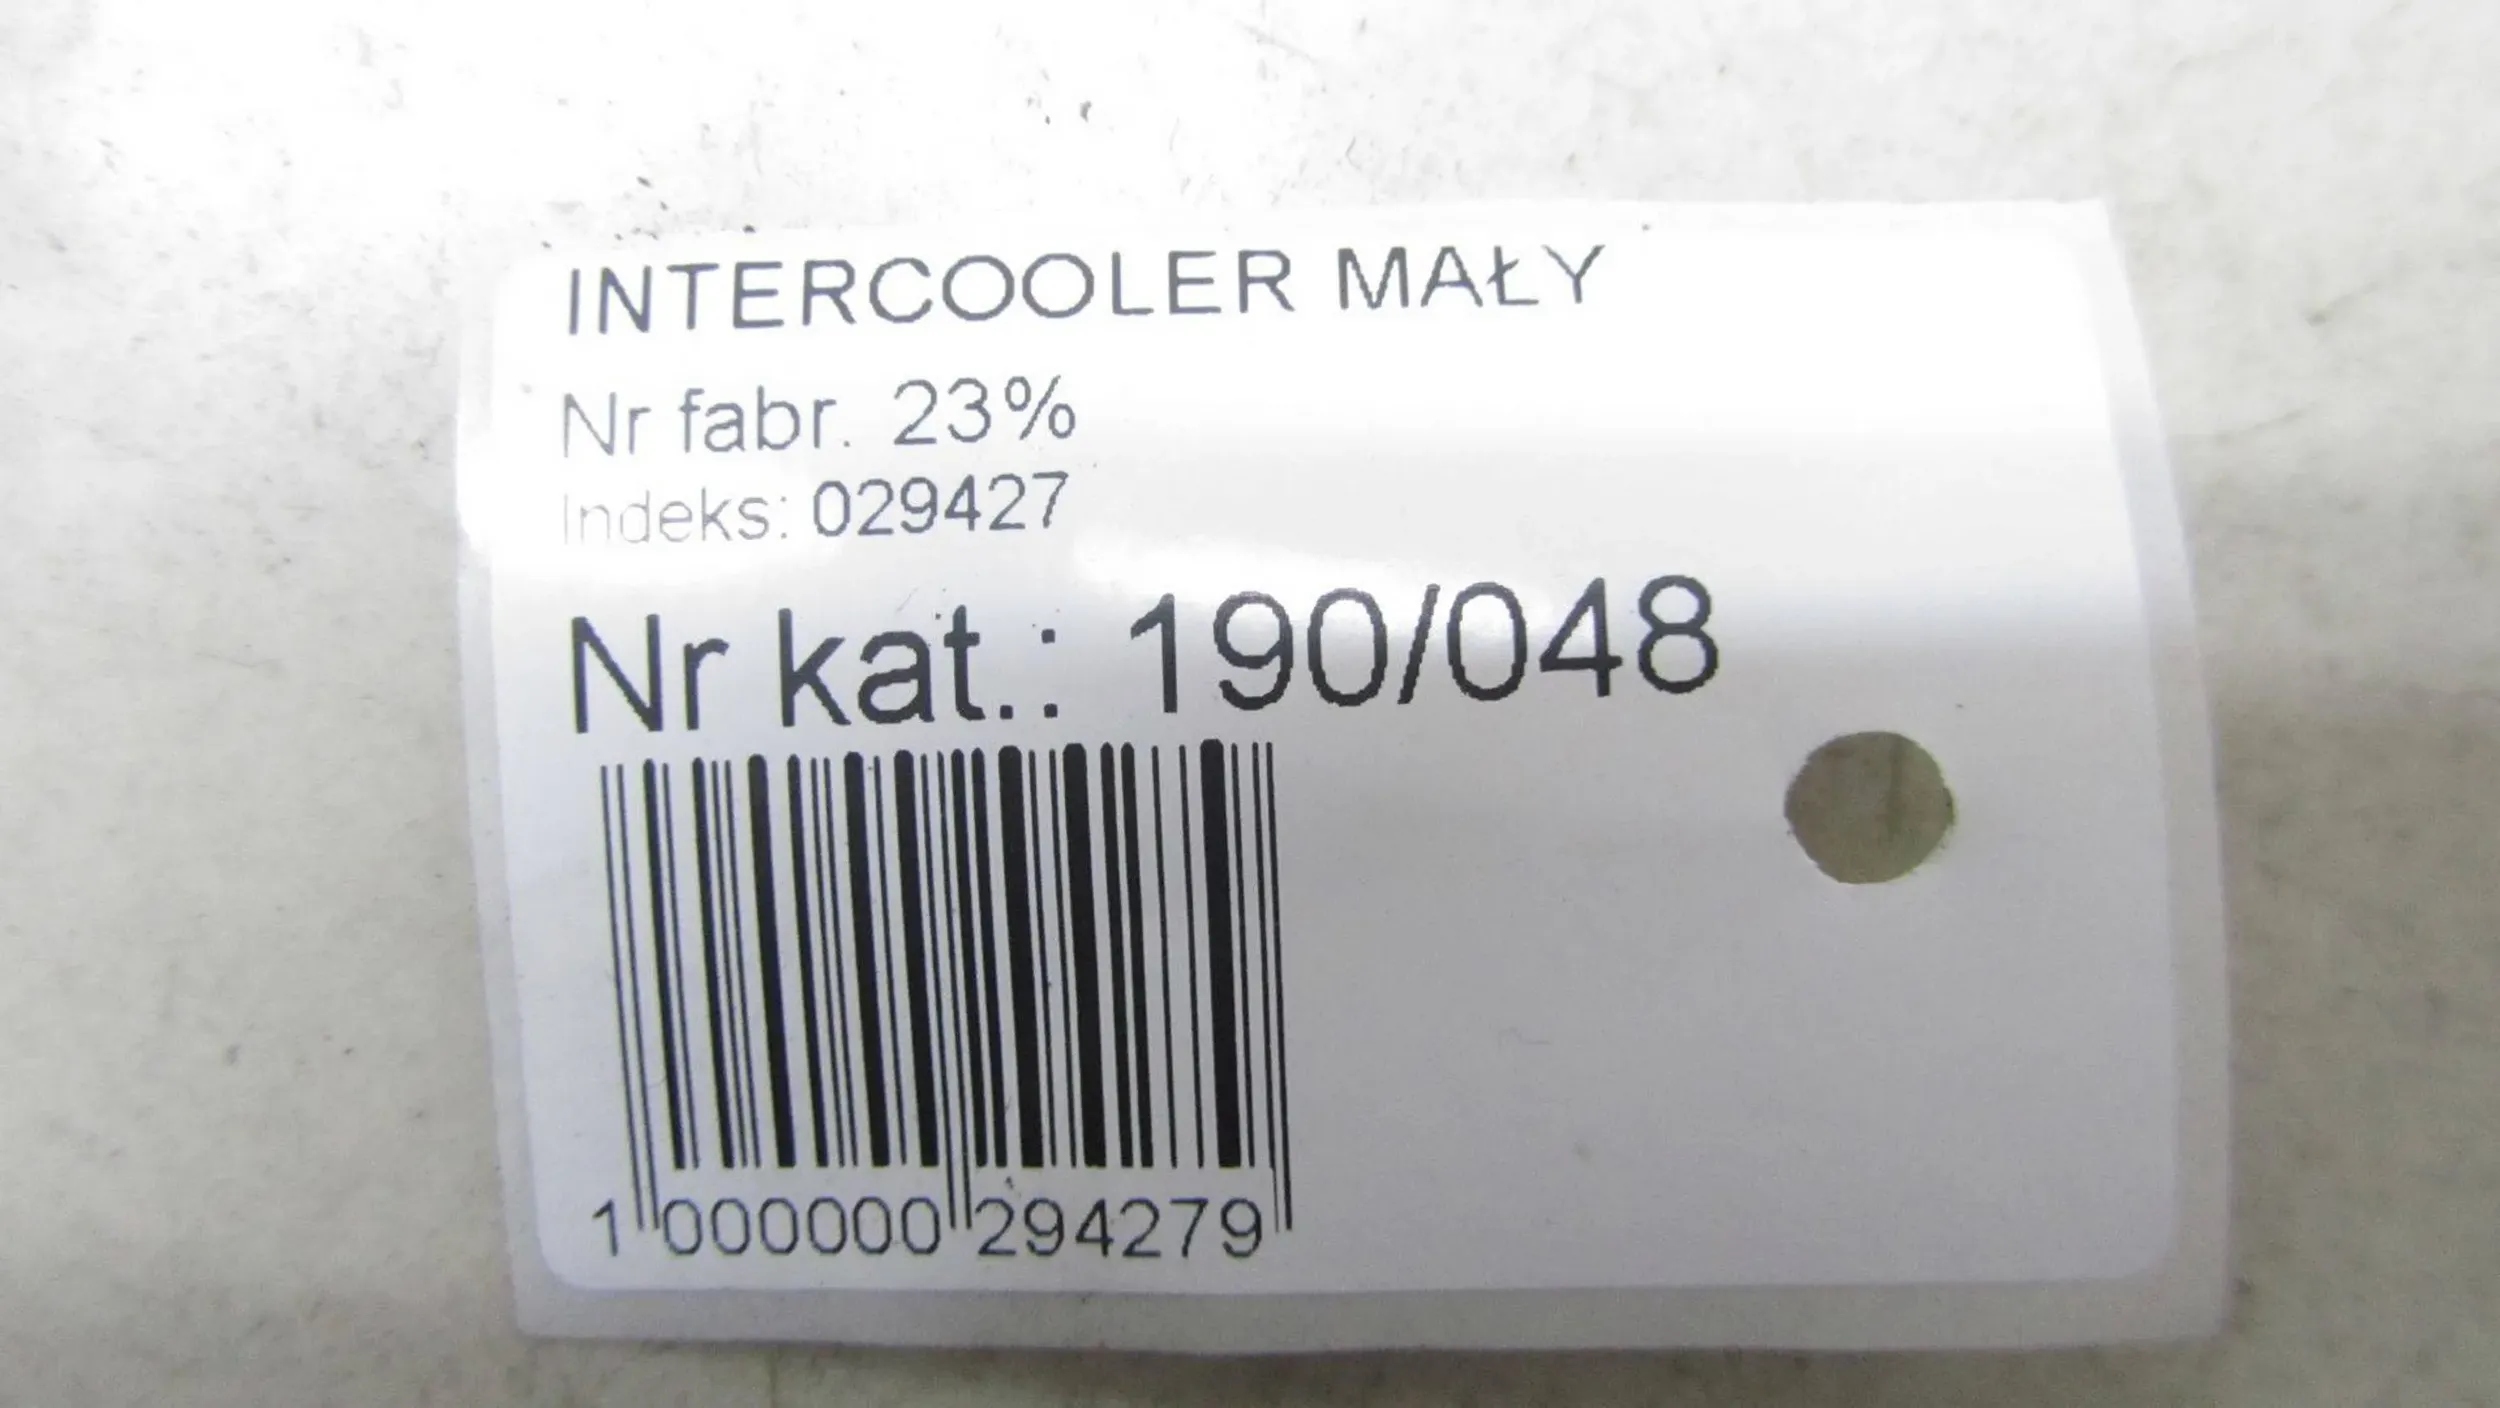 INTERCOOLER MAŁY
Nr fabr. 23%
Indeks: 029427
Nr kat.: 190/048
1 000000 294279